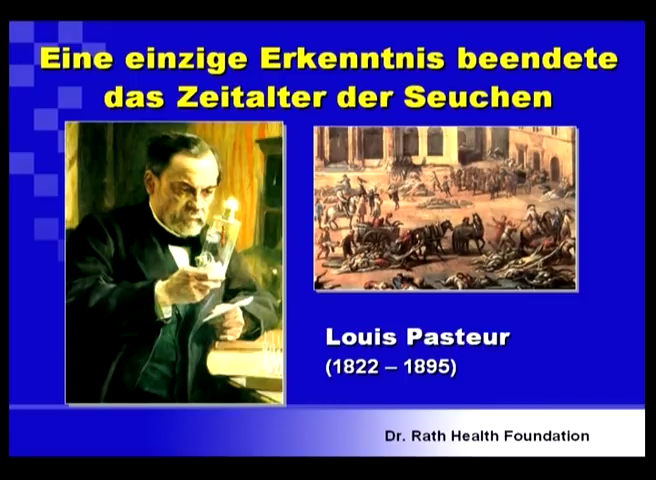 Eine einzige Erkenntnis beendete
das Zeitalter der Seuchen
Louis Pasteur
(1822 – 1895)
Dr. Rath Health Foundation